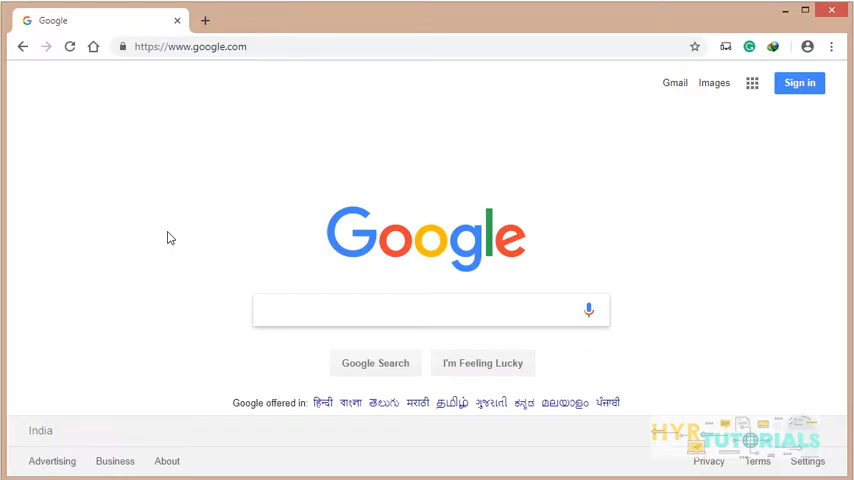 Google
https://www.google.com
Gmail Images Sign in
Google
Google Search I'm Feeling Lucky
Google offered in: हिन्दी বাংলা తెలుగు मराठी தமிழ் ગુજરાતી ಕನ್ನಡ മലയാളം ਪੰਜਾਬੀ
India
HYR TUTORIALS
Advertising Business About Privacy Terms Settings